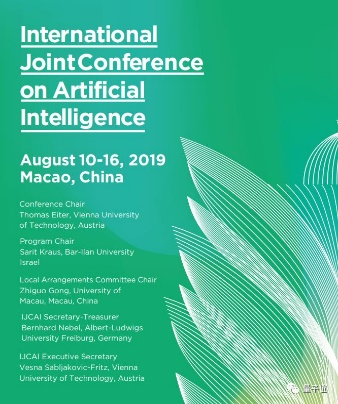 International
Joint Conference
on Artificial
Intelligence
August 10-16, 2019
Macao, China
Conference Chair
Thomas Eiter, Vienna University
of Technology, Austria
Program Chair
Sarit Kraus, Bar-Ilan University
Israel
Local Arrangements Committee Chair
Zhiguo Gong, University of
Macau, Macau, China
IJCAI Secretary-Treasurer
Bernhard Nebel, Albert-Ludwigs
University Freiburg, Germany
IJCAI Executive Secretary
Vesna Sabljakovic-Fritz, Vienna
University of Technology, Austria
量子位